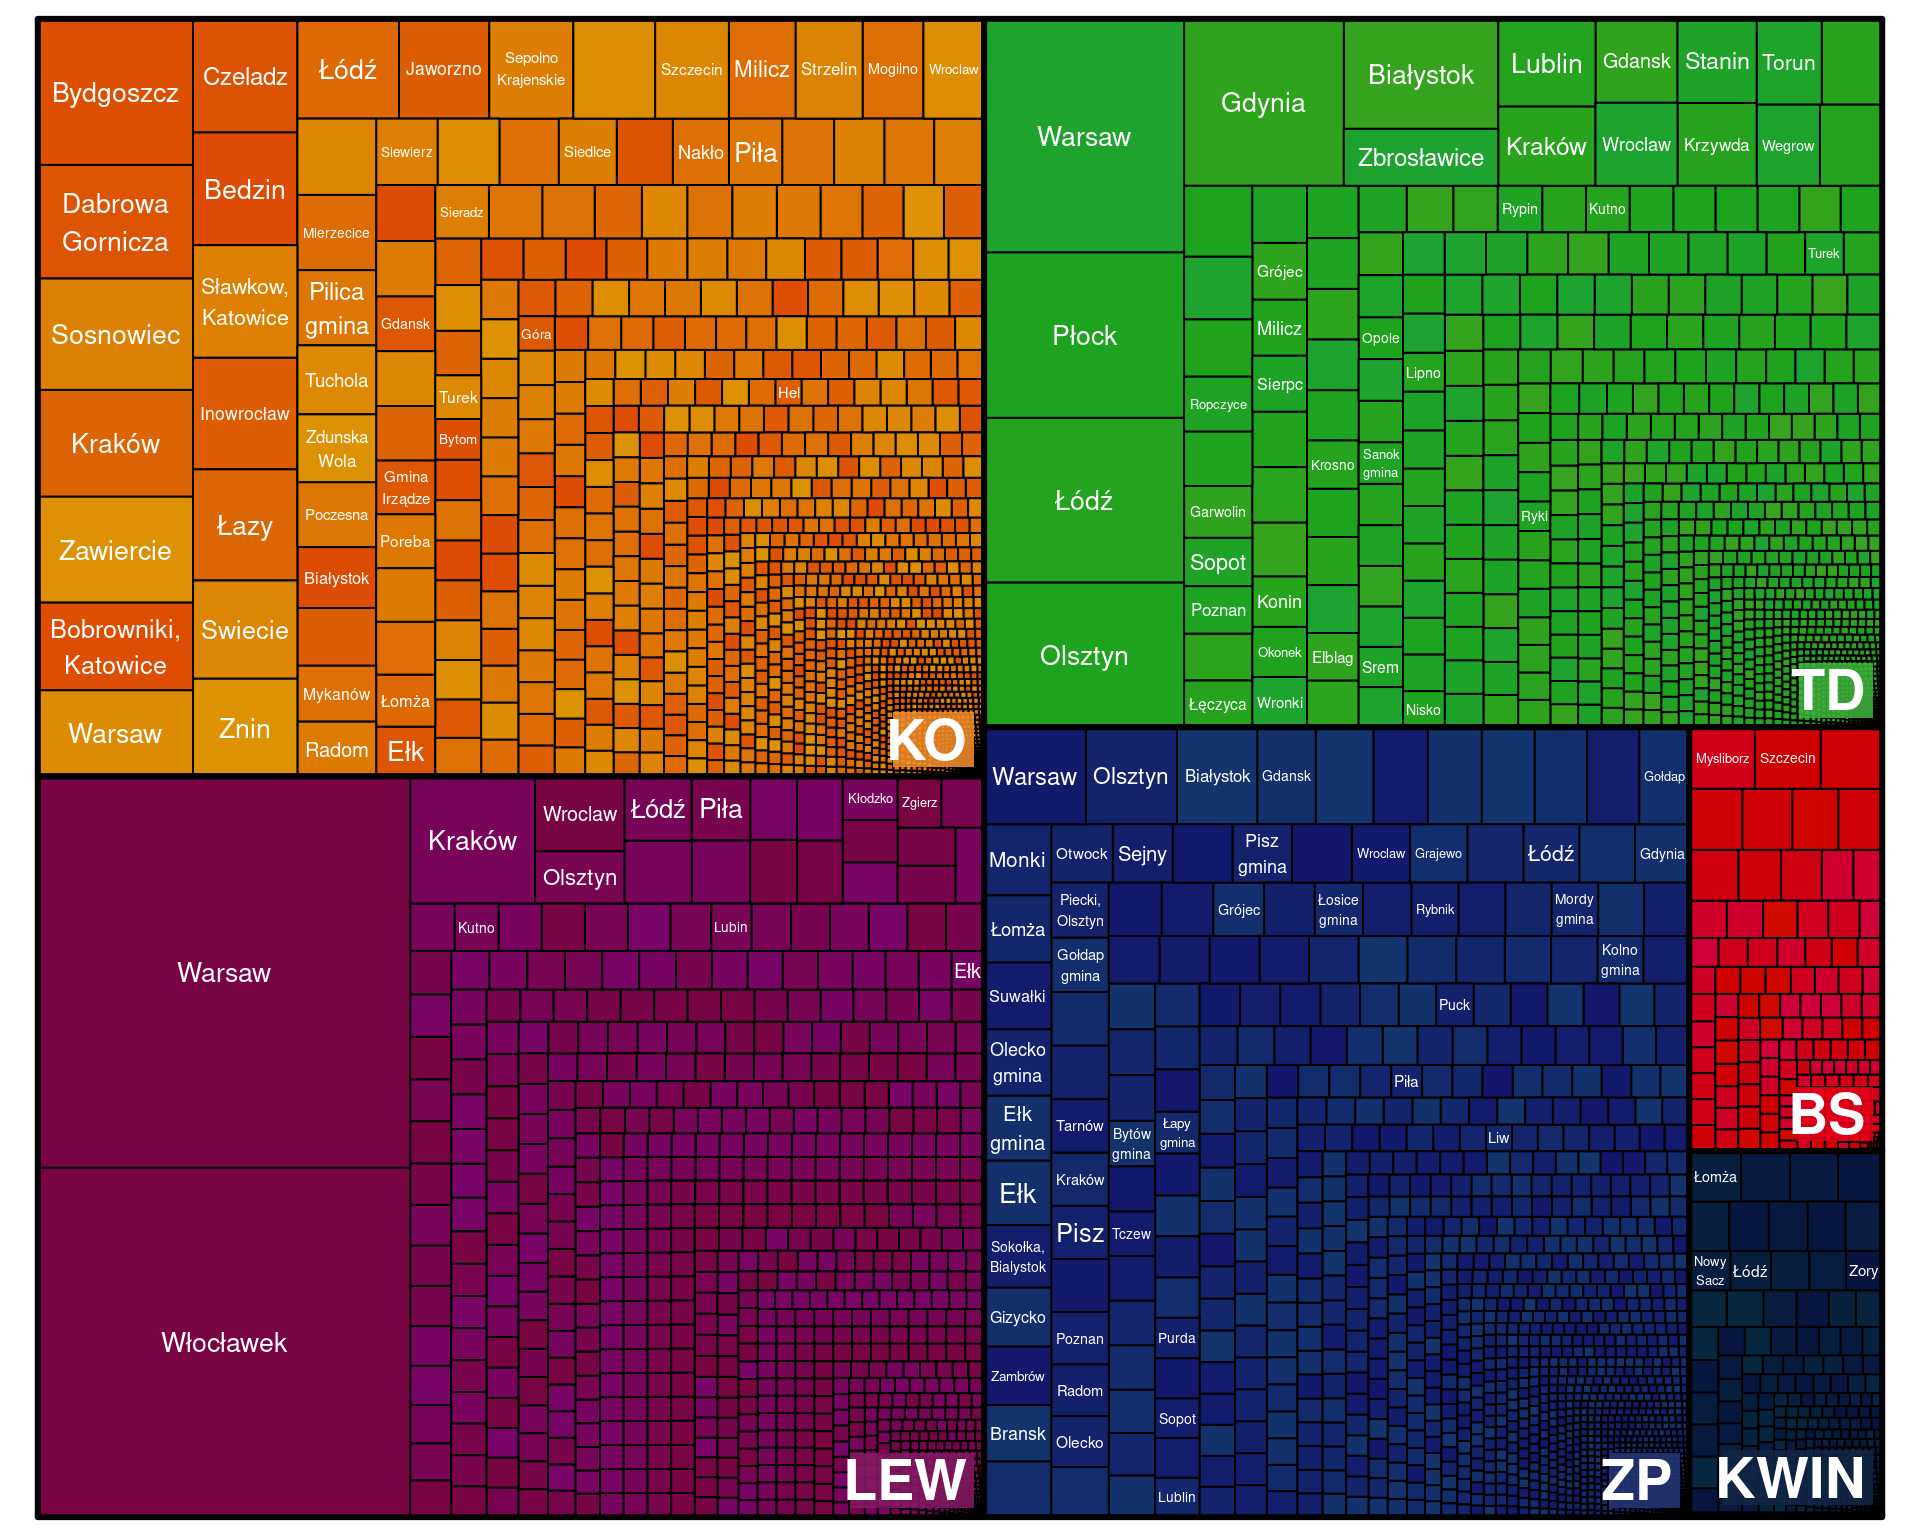 Bydgoszcz
Dabrowa
Gornicza
Sosnowiec
Kraków
Zawiercie
Bobrowniki,
Katowice
Warsaw
Czeladz
Bedzin
Sławkow,
Katowice
Inowrocław
Łazy
Swiecie
Znin
Łódź
Jaworzno
Sepolno
Krajenskie
Szczecin
Milicz
Strzelin
Mogilno
Wroclaw
Mierzecice
Pilica
gmina
Tuchola
Zdunska
Wola
Poczesna
Białystok
Mykanów
Radom
Siewierz
Siedlce
Nakło
Piła
Gdansk
Gmina
Irządze
Poreba
Łomża
Ełk
Sieradz
Turek
Bytom
Góra
Hel
KO
Warsaw
Płock
Łódź
Olsztyn
Gdynia
Białystok
Zbrosławice
Lublin
Kraków
Gdansk
Wroclaw
Stanin
Krzywda
Torun
Wegrow
Ropczyce
Garwolin
Sopot
Poznan
Łęczyca
Grójec
Milicz
Sierpc
Konin
Okonek
Wronki
Krosno
Elblag
Opole
Sanok
gmina
Srem
Lipno
Nisko
Rypin
Kutno
Turek
Ryki
TD
Warsaw
Włocławek
Kraków
Wroclaw
Olsztyn
Łódź
Piła
Kłodzko
Zgierz
Kutno
Lubin
Ełk
LEW
Warsaw
Olsztyn
Białystok
Gdansk
Gołdap
Monki
Łomża
Suwałki
Olecko
gmina
Ełk
gmina
Ełk
Sokołka,
Bialystok
Gizycko
Zambrów
Bransk
Otwock
Sejny
Pisz
gmina
Wroclaw
Grajewo
Łódź
Gdynia
Piecki,
Olsztyn
Gołdap
gmina
Tarnów
Kraków
Pisz
Poznan
Radom
Olecko
Grójec
Łosice
gmina
Rybnik
Mordy
gmina
Kolno
gmina
Bytów
gmina
Tczew
Łapy
gmina
Purda
Sopot
Lublin
Puck
Piła
Liw
ZP
Mysliborz
Szczecin
BS
Łomża
Nowy
Sacz
Łódź
Zory
KWIN